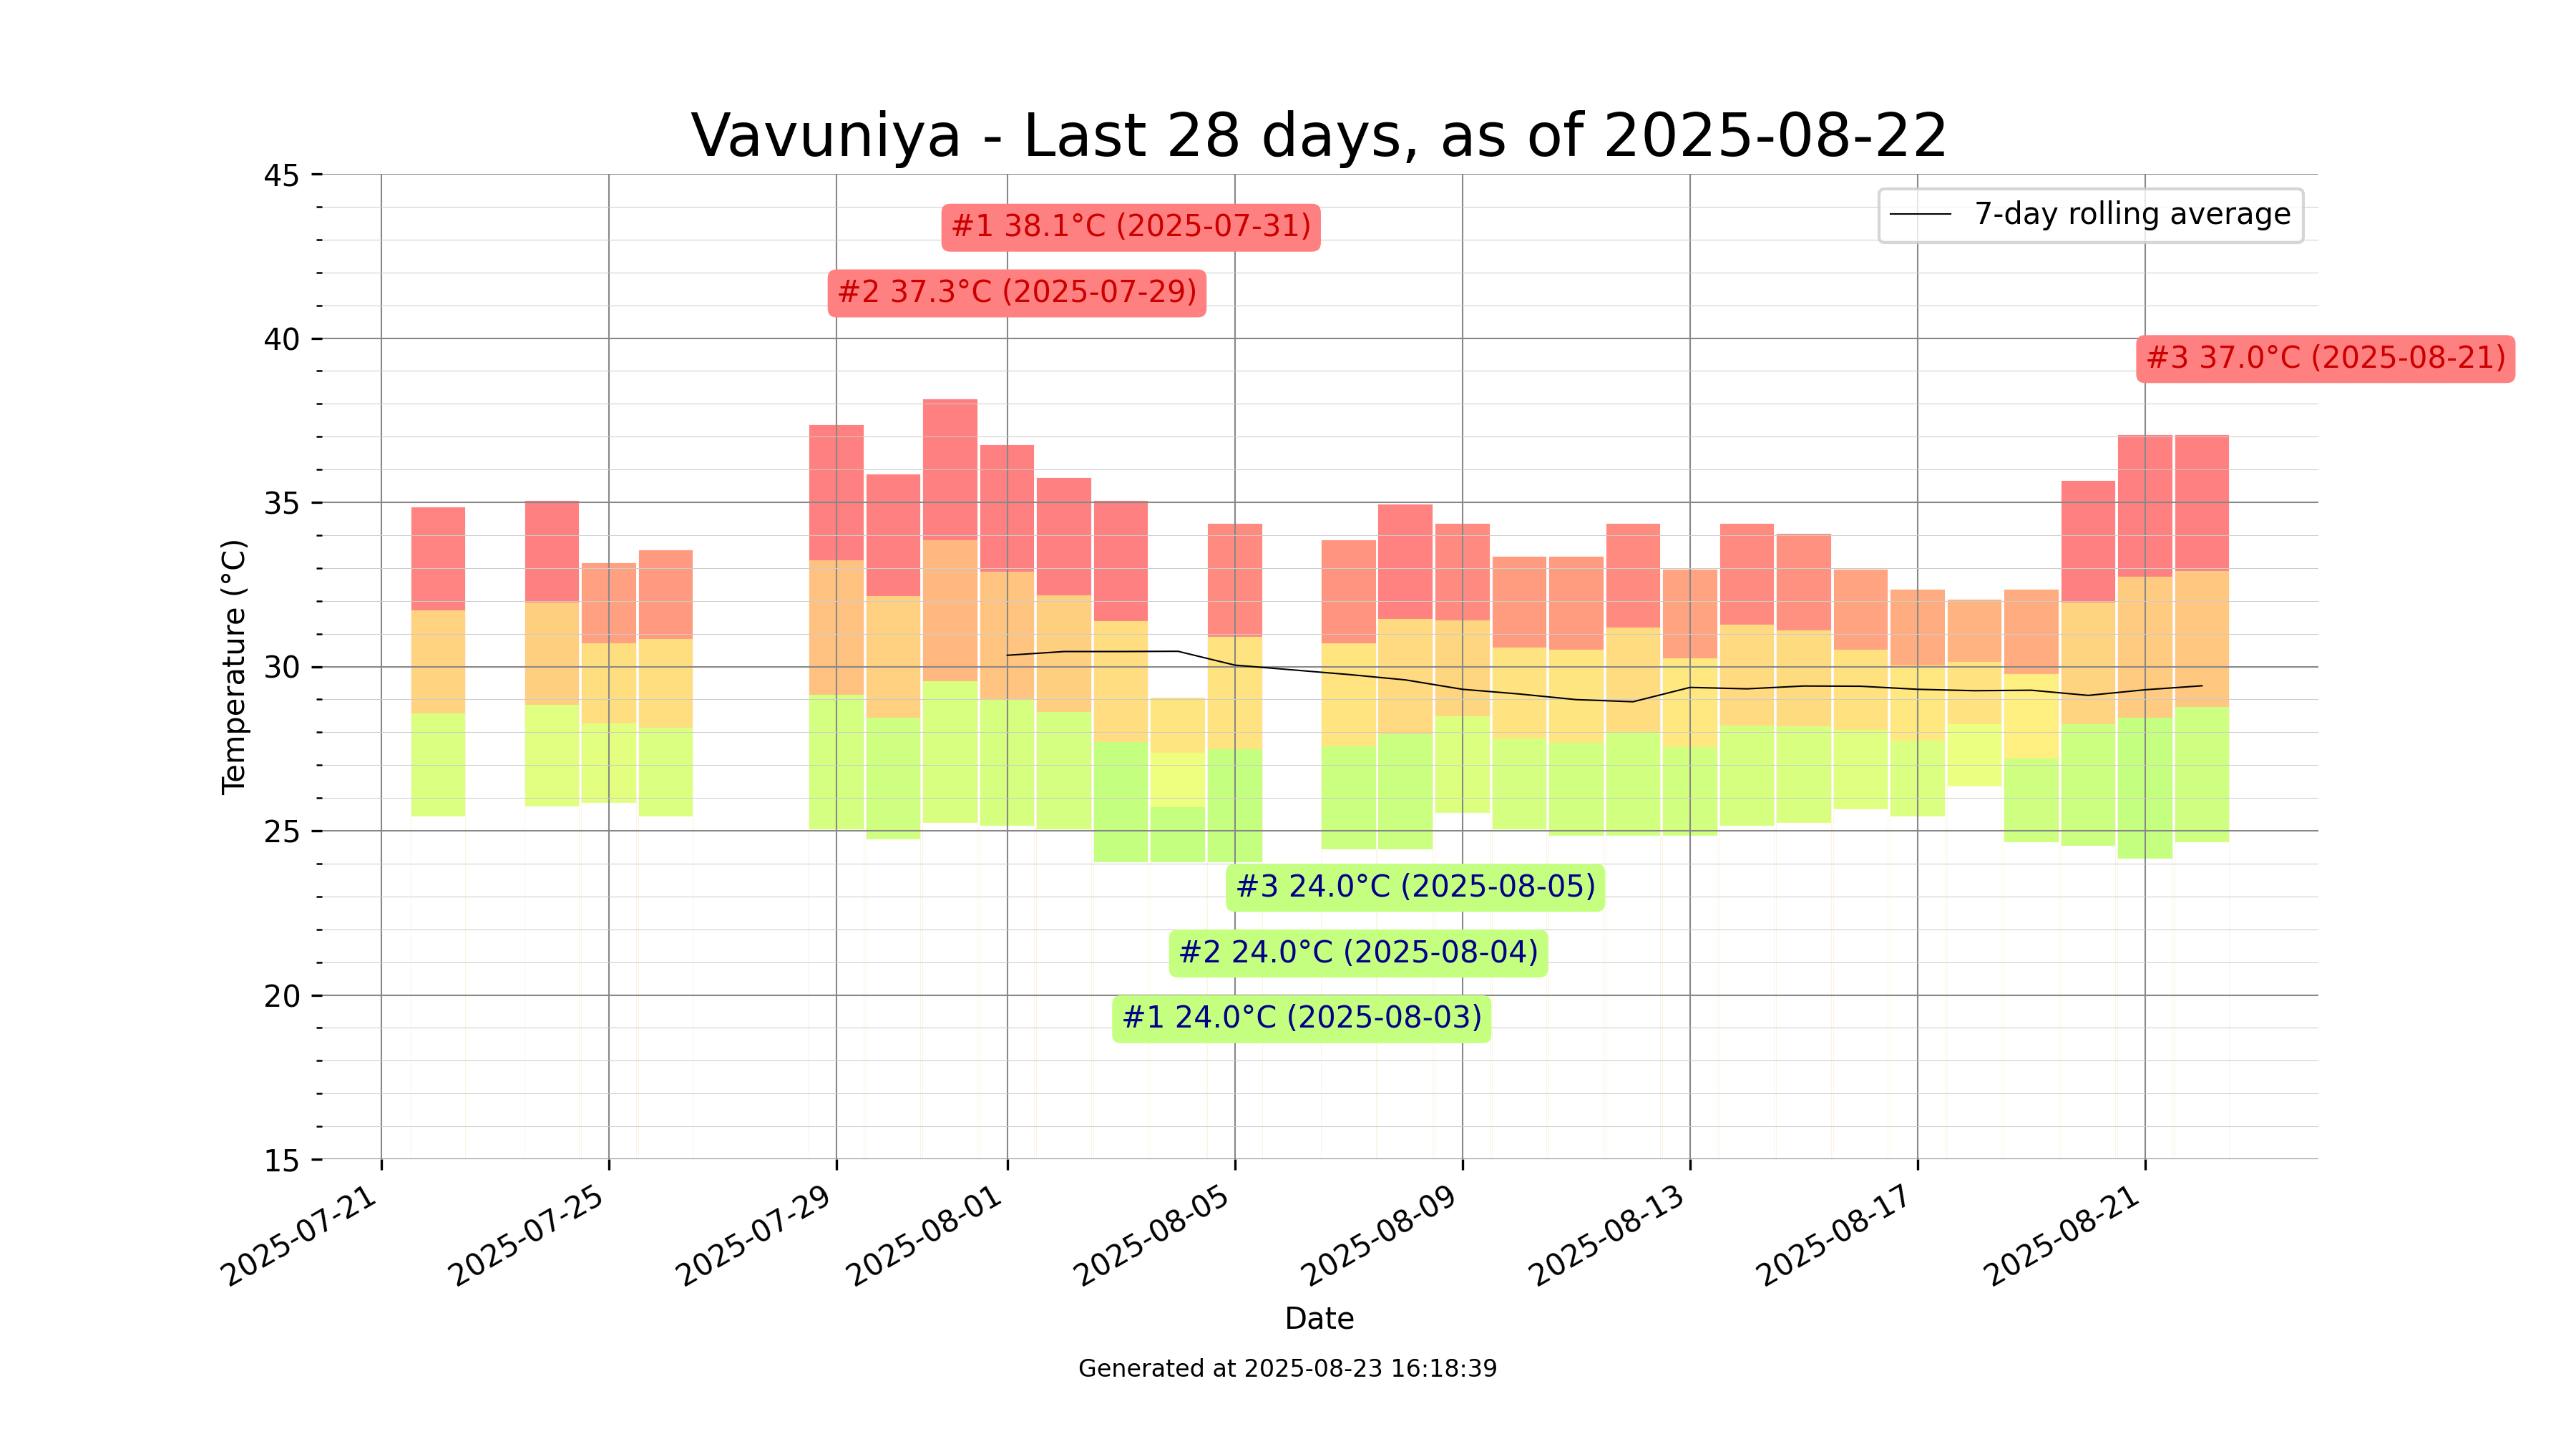 Vavuniya - Last 28 days, as of 2025-08-22
45
40
35
30
25
20
15
Temperature (°C)
7-day rolling average
#1 38.1°C (2025-07-31)
#2 37.3°C (2025-07-29)
#3 37.0°C (2025-08-21)
#3 24.0°C (2025-08-05)
#2 24.0°C (2025-08-04)
#1 24.0°C (2025-08-03)
2025-07-21
2025-07-25
2025-07-29
2025-08-01
2025-08-05
2025-08-09
2025-08-13
2025-08-17
2025-08-21
Date
Generated at 2025-08-23 16:18:39